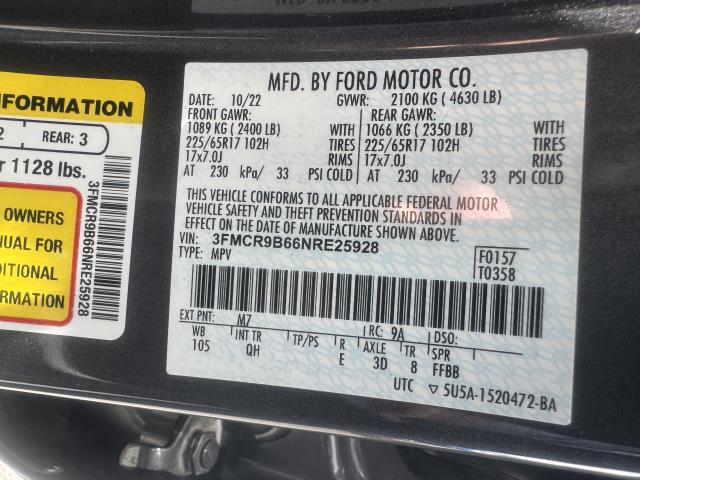 NFORMATION
2 REAR: 3
r 1128 lbs.
OWNERS
NUAL FOR
DITIONAL
RMATION
3FMCR9B66NRE25928
MFD. BY FORD MOTOR CO.
DATE: 10/22 GVWR: 2100 KG ( 4630 LB)
FRONT GAWR: REAR GAWR:
1089 KG ( 2400 LB) WITH 1066 KG ( 2350 LB) WITH
225/65R17 102H TIRES 225/65R17 102H TIRES
17x7.0J RIMS 17x7.0J RIMS
AT 230 kPa/ 33 PSI COLD AT 230 kPa/ 33 PSI COLD
THIS VEHICLE CONFORMS TO ALL APPLICABLE FEDERAL MOTOR
VEHICLE SAFETY AND THEFT PREVENTION STANDARDS IN
EFFECT ON THE DATE OF MANUFACTURE SHOWN ABOVE.
VIN: 3FMCR9B66NRE25928
TYPE: MPV
F0157
T0358
EXT PNT: M7 RC: 9A DSO:
WB INT TR TP/PS R AXLE TR SPR
105 QH E 3D 8 FFBB
UTC ▽ 5U5A-1520472-BA